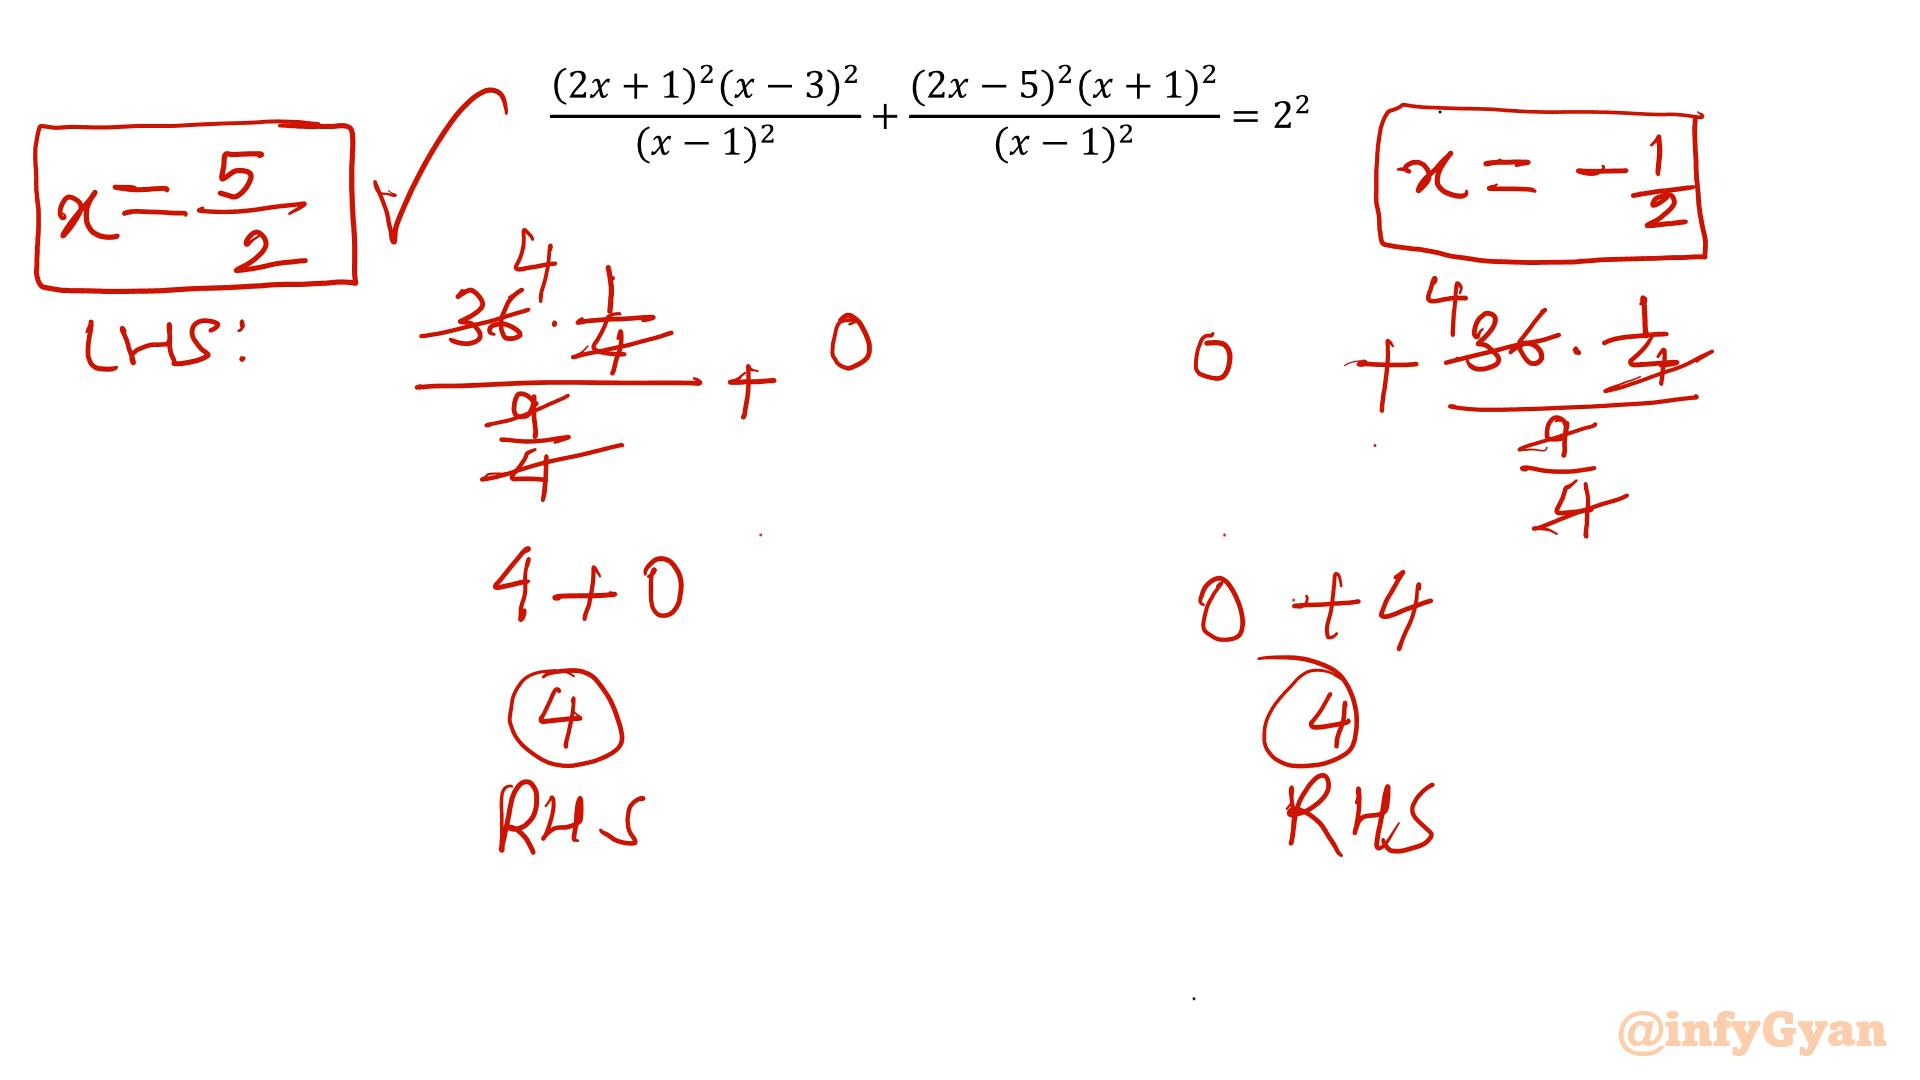 (2x + 1)²(x − 3)²/(x − 1)² + (2x − 5)²(x + 1)²/(x − 1)² = 2²
x = 5/2
x = − 1/2
LHS:
4
36 · 1/4
9/4
+ 0
0 +
4
36 · 1/4
9/4
4 + 0
0 + 4
4
4
RHS
RHS
@infyGyan